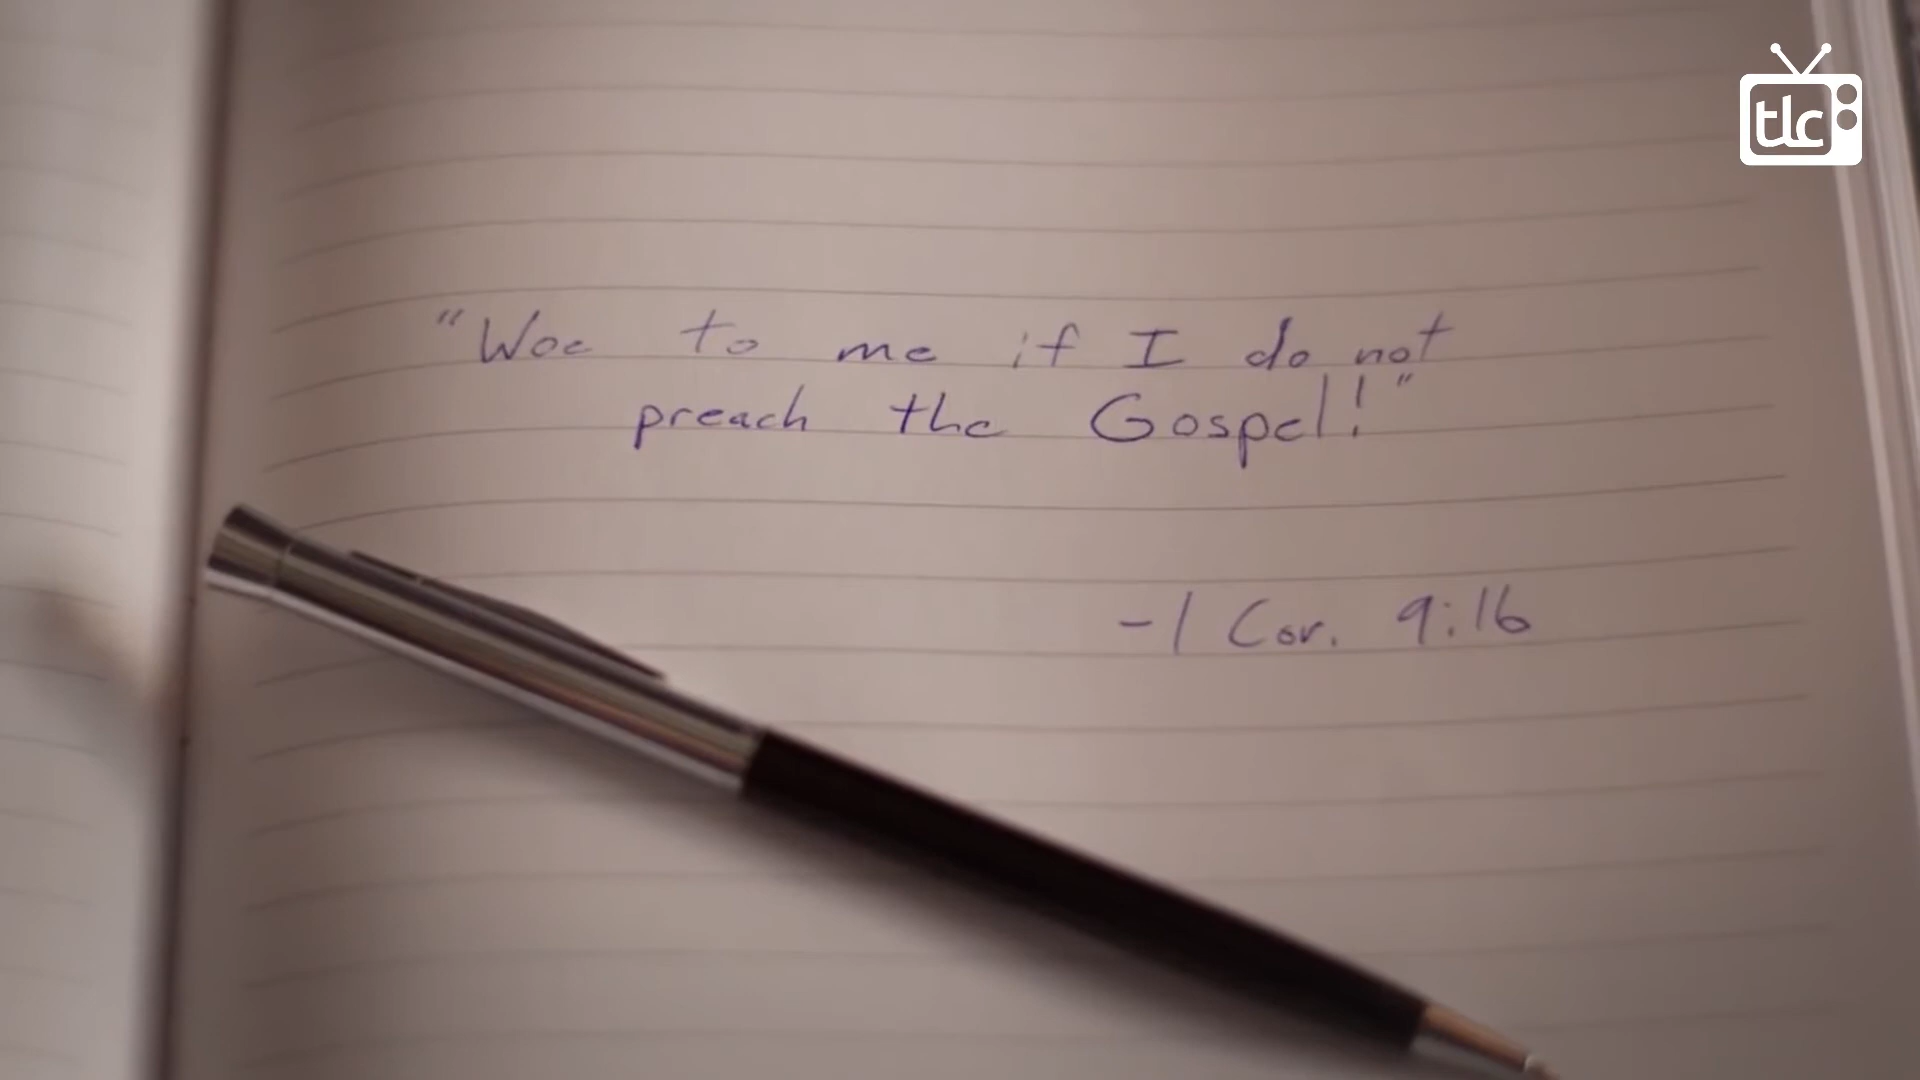 tlc
"Woe to me if I do not
preach the Gospel!"
-1 Cor. 9:16